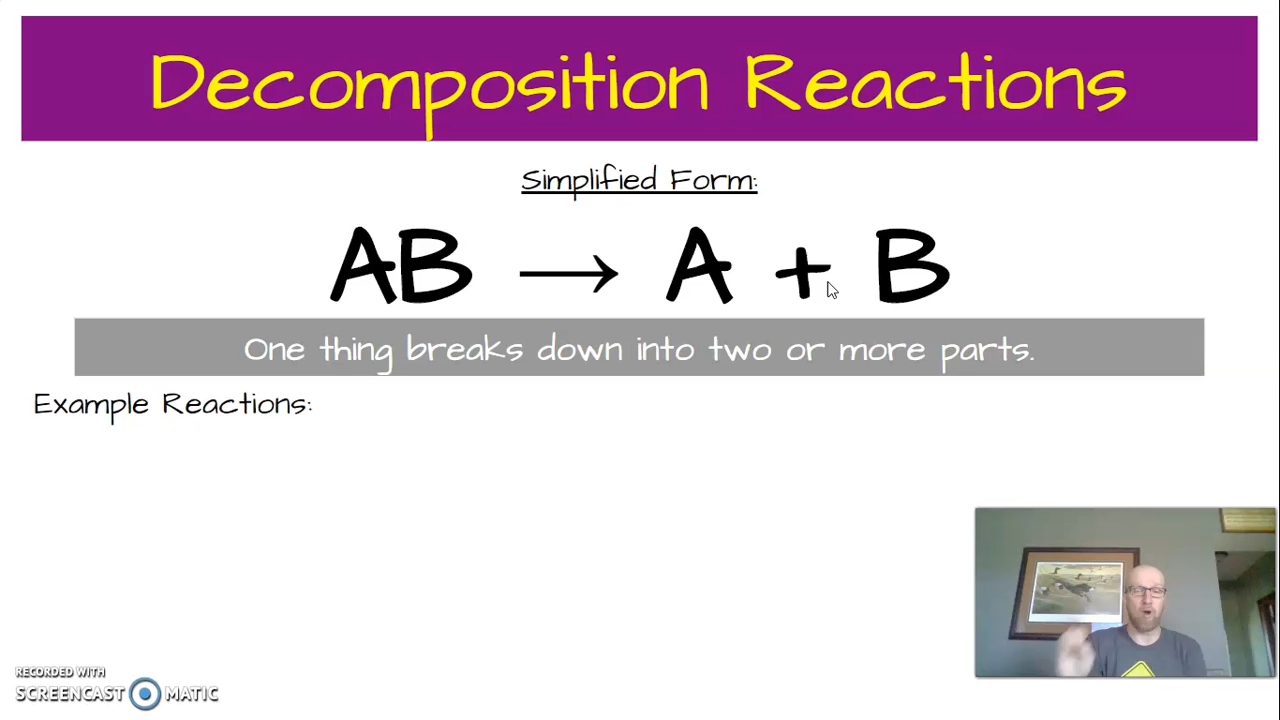 Decomposition Reactions
Simplified Form:
AB → A + B
One thing breaks down into two or more parts.
Example Reactions:
RECORDED WITH
SCREENCAST MATIC